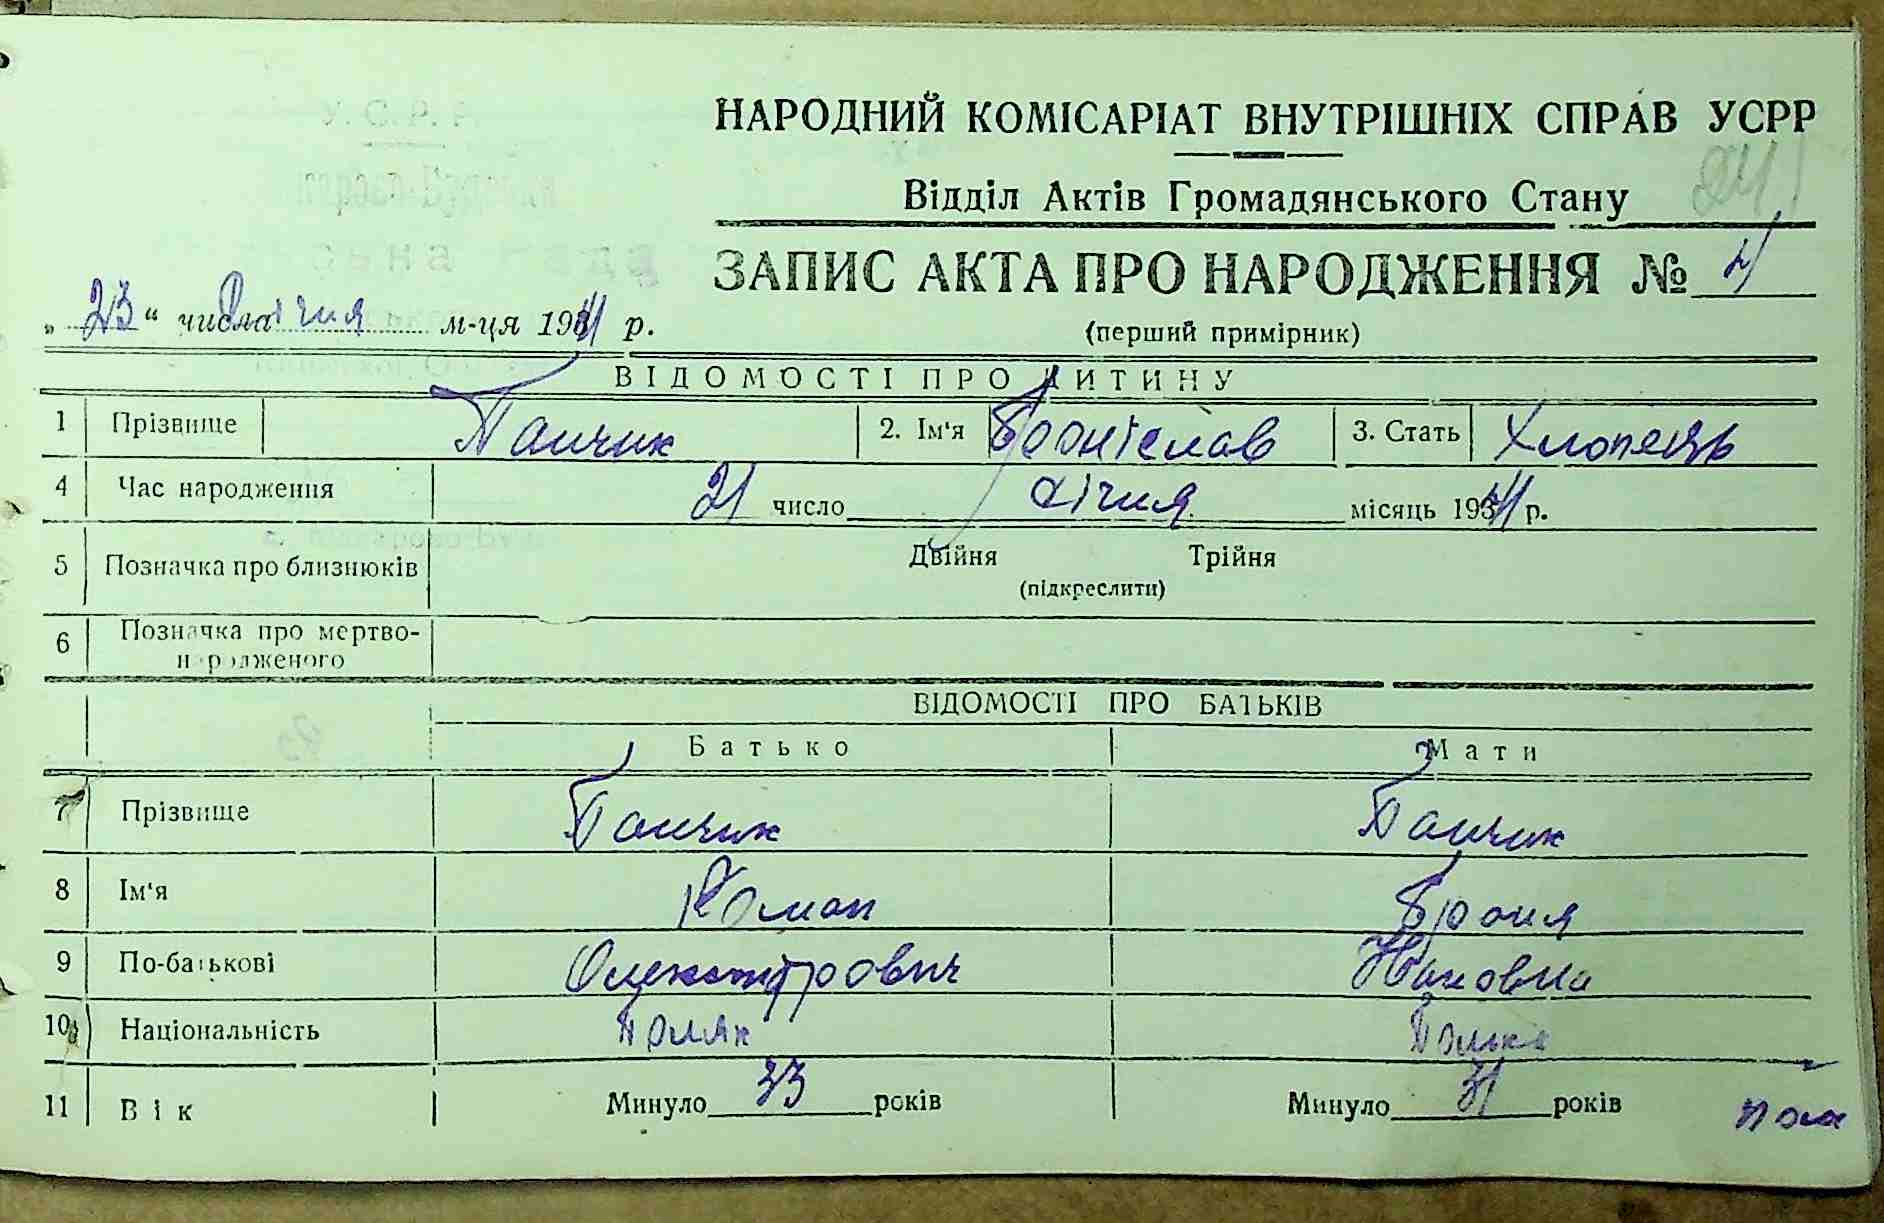 НАРОДНИЙ КОМІСАРІАТ ВНУТРІШНІХ СПРАВ УСРР
Відділ Актів Громадянського Стану
ЗАПИС АКТА ПРО НАРОДЖЕННЯ №
„23“ числа Січня м-ця 1941 р.
(перший примірник)
ВІДОМОСТІ ПРО ДИТИНУ
1 Прізвище Панчик 2. Ім‘я Броніслав 3. Стать Хлопець
4 Час народження 21 число січня місяць 1941 р.
5 Позначка про близнюків Двійня Трійня
(підкреслити)
6 Позначка про мертво-
народженого
ВІДОМОСТІ ПРО БАТЬКІВ
Батько Мати
7 Прізвище Панчик Панчик
8 Ім‘я Роман Броня
9 По-батькові Олександрович Яковна
10 Національність Поляк Полька
11 Вік Минуло 33 років Минуло 31 років